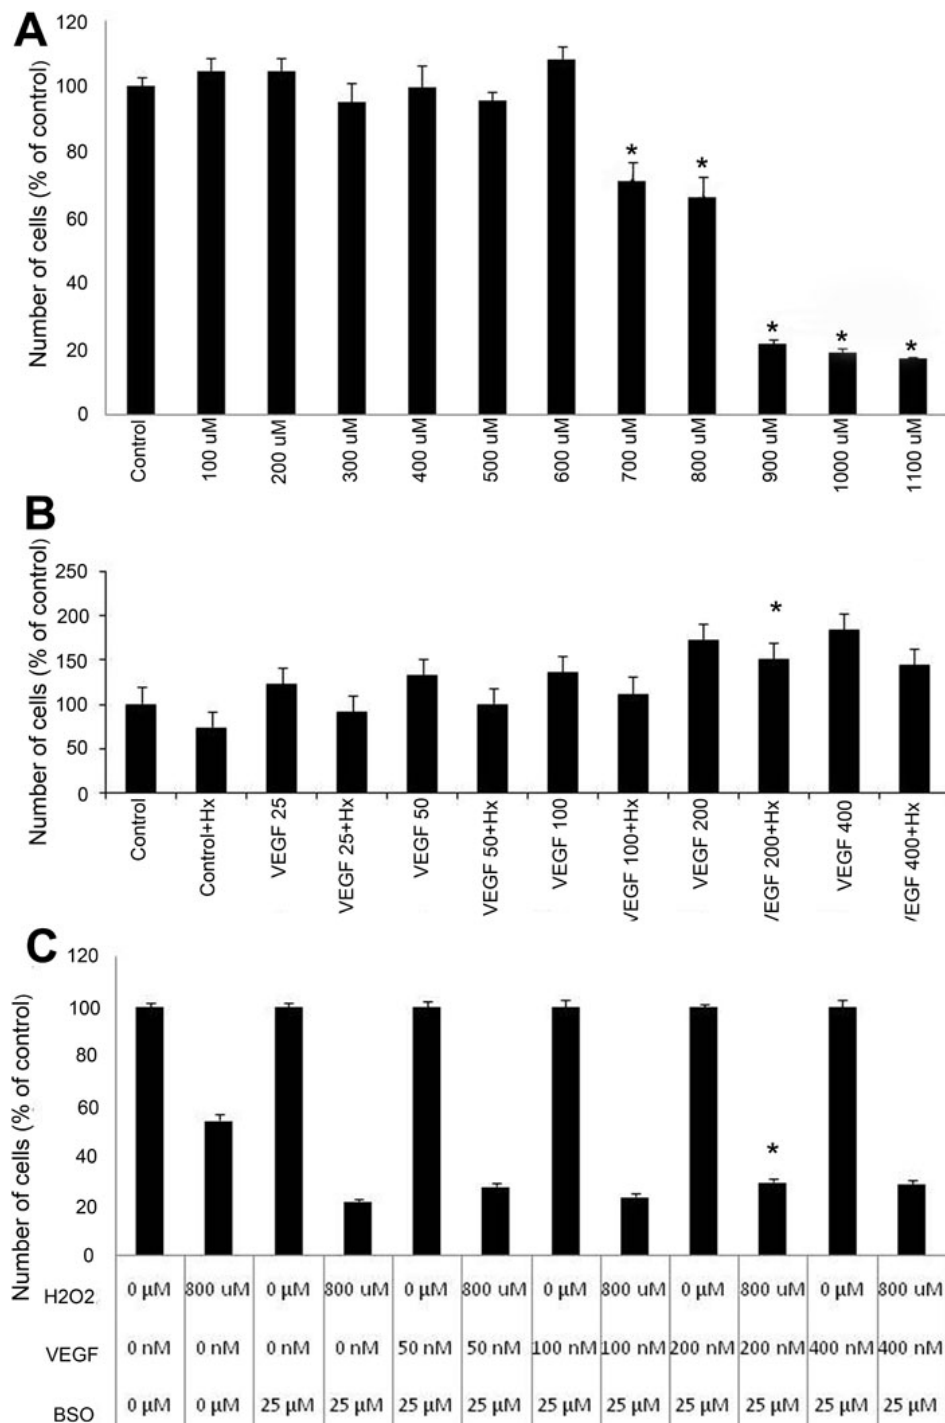 A
Number of cells (% of control)
120
100
80
60
40
20
0
*
*
*
*
*
Control
100 uM
200 uM
300 uM
400 uM
500 uM
600 uM
700 uM
800 uM
900 uM
1000 uM
1100 uM
B
Number of cells (% of control)
250
200
150
100
50
0
*
Control
Control+Hx
VEGF 25
VEGF 25+Hx
VEGF 50
VEGF 50+Hx
VEGF 100
VEGF 100+Hx
VEGF 200
VEGF 200+Hx
VEGF 400
VEGF 400+Hx
C
Number of cells (% of control)
120
100
80
60
40
20
0
*
H2O2 0 µM 800 uM 0 µM 800 uM 0 µM 800 uM 0 µM 800 uM 0 µM 800 uM 0 µM 800 uM
VEGF 0 nM 0 nM 0 nM 0 nM 50 nM 50 nM 100 nM 100 nM 200 nM 200 nM 400 nM 400 nM
BSO 0 µM 0 µM 25 µM 25 µM 25 µM 25 µM 25 µM 25 µM 25 µM 25 µM 25 µM 25 µM